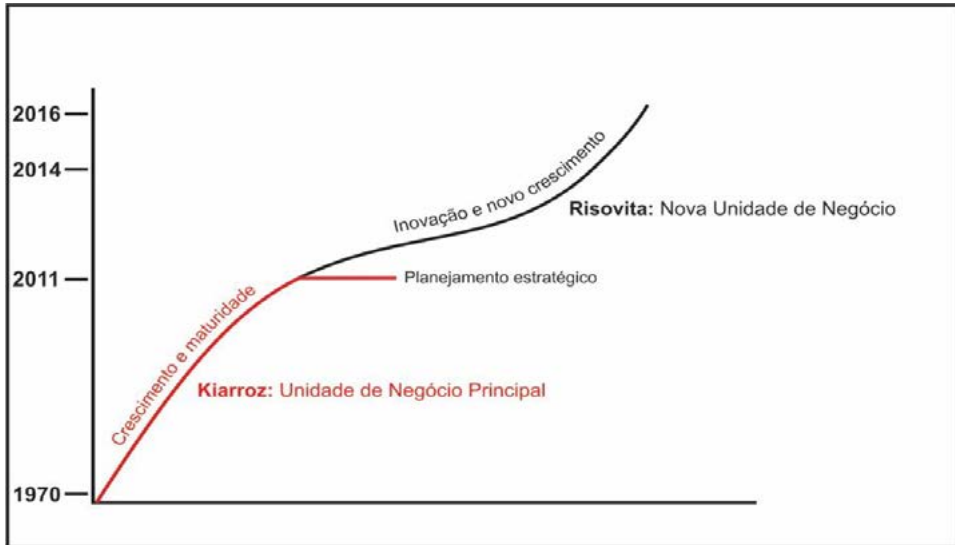 2016
2014
Inovação e novo crescimento
Risovita: Nova Unidade de Negócio
2011
Planejamento estratégico
Crescimento e maturidade
Kiarroz: Unidade de Negócio Principal
1970